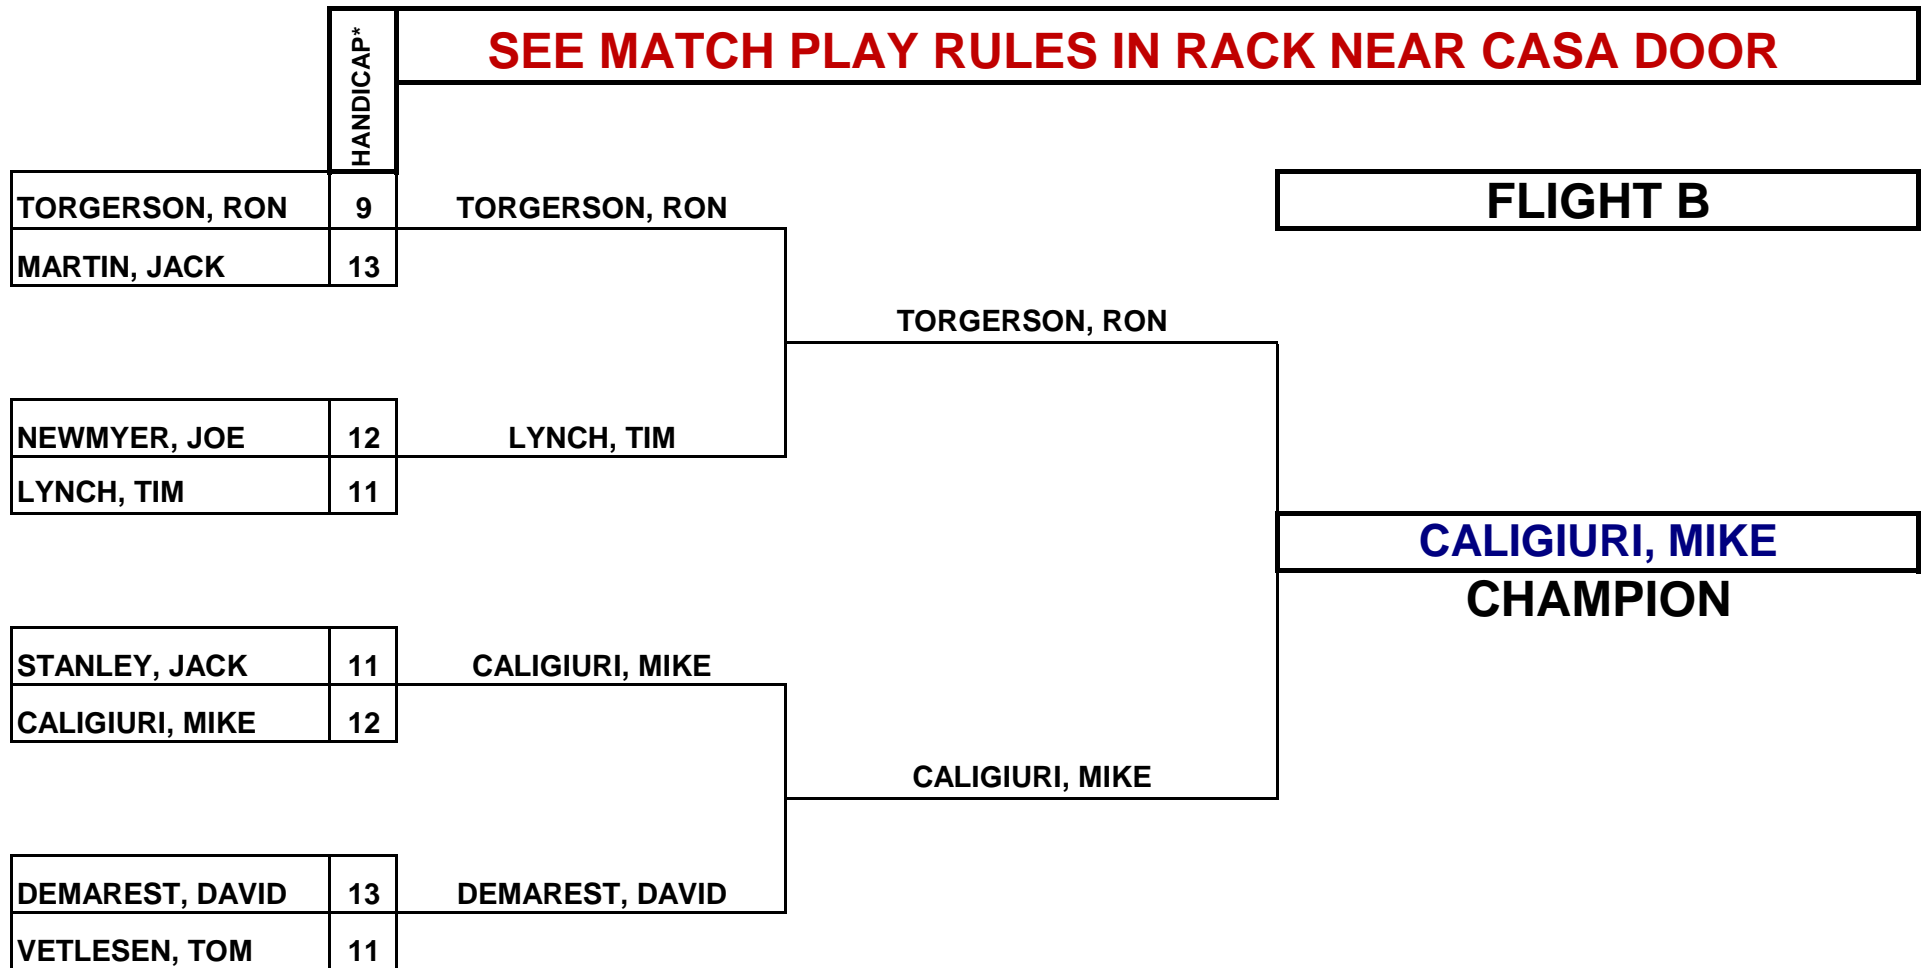 HANDICAP*
SEE MATCH PLAY RULES IN RACK NEAR CASA DOOR
FLIGHT B
TORGERSON, RON 9 TORGERSON, RON
MARTIN, JACK 13
TORGERSON, RON
NEWMYER, JOE 12 LYNCH, TIM
LYNCH, TIM 11
CALIGIURI, MIKE
CHAMPION
STANLEY, JACK 11 CALIGIURI, MIKE
CALIGIURI, MIKE 12
CALIGIURI, MIKE
DEMAREST, DAVID 13 DEMAREST, DAVID
VETLESEN, TOM 11